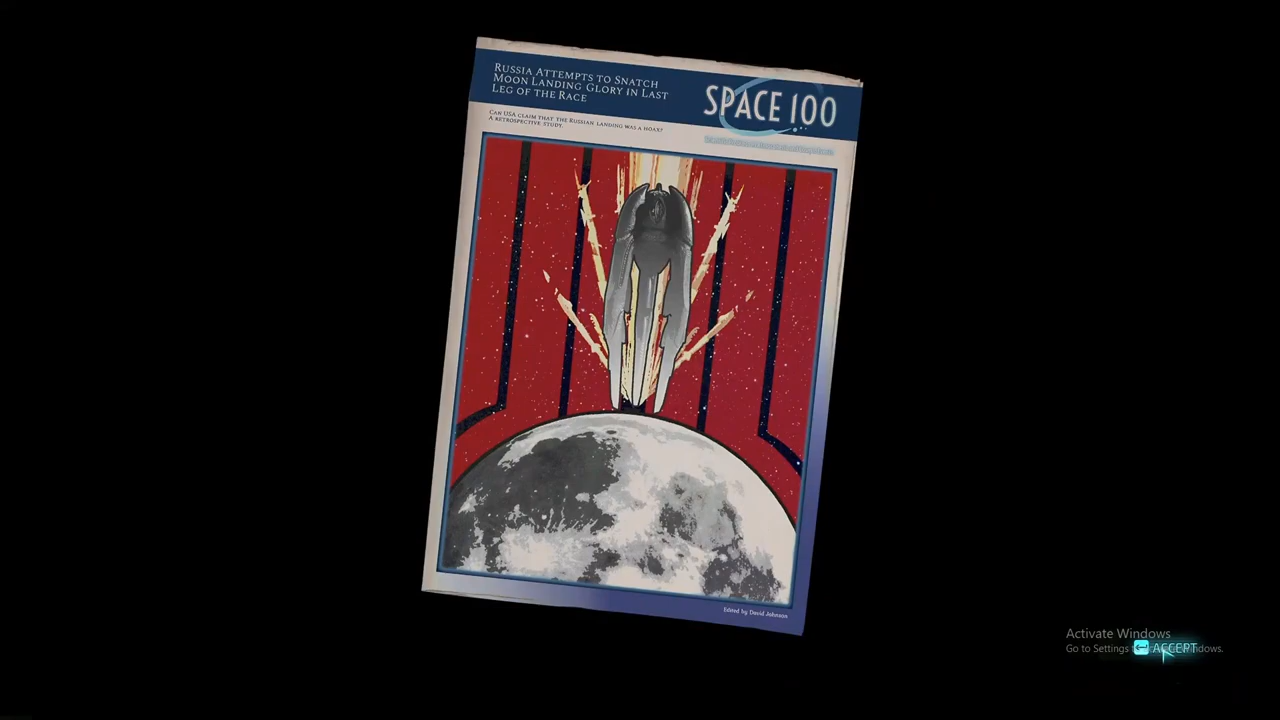 RUSSIA ATTEMPTS TO SNATCH
MOON LANDING GLORY IN LAST
LEG OF THE RACE
SPACE 100
CAN USA CLAIM THAT THE RUSSIAN LANDING WAS A HOAX?
A RETROSPECTIVE STUDY.
Edited by David Johnson
Activate Windows
Go to Settings
ACCEPT